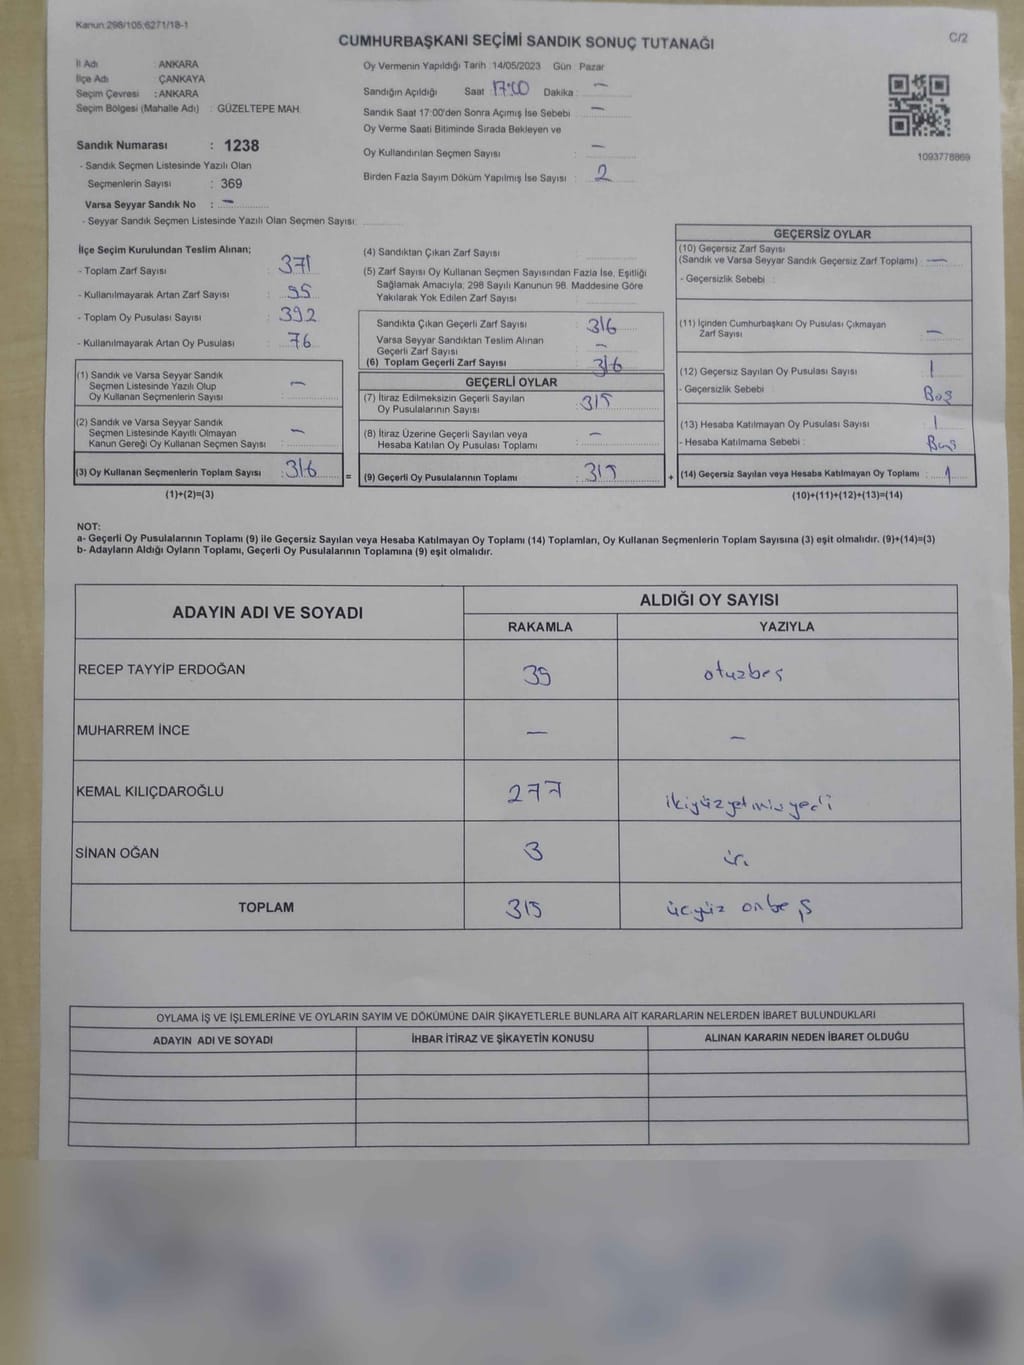 Kanun 298/105;6271/18-1
C/2
CUMHURBAŞKANI SEÇİMİ SANDIK SONUÇ TUTANAĞI
İl Adı : ANKARA
İlçe Adı : ÇANKAYA
Seçim Çevresi : ANKARA
Seçim Bölgesi (Mahalle Adı) : GÜZELTEPE MAH.
Sandık Numarası : 1238
- Sandık Seçmen Listesinde Yazılı Olan
Seçmenlerin Sayısı : 369
Varsa Seyyar Sandık No : –
- Seyyar Sandık Seçmen Listesinde Yazılı Olan Seçmen Sayısı:
Oy Vermenin Yapıldığı Tarih : 14/05/2023 Gün : Pazar
Sandığın Açıldığı Saat : 17:00 Dakika : –
Sandık Saat 17:00'den Sonra Açımış İse Sebebi : –
Oy Verme Saati Bitiminde Sırada Bekleyen ve
Oy Kullandırılan Seçmen Sayısı : –
Birden Fazla Sayım Döküm Yapılmış İse Sayısı : 2
1093778869
İlçe Seçim Kurulundan Teslim Alınan;
- Toplam Zarf Sayısı : 371
- Kullanılmayarak Artan Zarf Sayısı : 55
- Toplam Oy Pusulası Sayısı : 392
- Kullanılmayarak Artan Oy Pusulası : 76
(1) Sandık ve Varsa Seyyar Sandık
Seçmen Listesinde Yazılı Olup
Oy Kullanan Seçmenlerin Sayısı : –
(2) Sandık ve Varsa Seyyar Sandık
Seçmen Listesinde Kayıtlı Olmayan
Kanun Gereği Oy Kullanan Seçmen Sayısı : –
(3) Oy Kullanan Seçmenlerin Toplam Sayısı : 316
(1)+(2)=(3)
(4) Sandıktan Çıkan Zarf Sayısı :
(5) Zarf Sayısı Oy Kullanan Seçmen Sayısından Fazla İse, Eşitliği
Sağlamak Amacıyla; 298 Sayılı Kanunun 98. Maddesine Göre
Yakılarak Yok Edilen Zarf Sayısı :
Sandıkta Çıkan Geçerli Zarf Sayısı : 316
Varsa Seyyar Sandıktan Teslim Alınan
Geçerli Zarf Sayısı : –
(6) Toplam Geçerli Zarf Sayısı : 316
GEÇERLİ OYLAR
(7) İtiraz Edilmeksizin Geçerli Sayılan
Oy Pusulalarının Sayısı : 315
(8) İtiraz Üzerine Geçerli Sayılan veya
Hesaba Katılan Oy Pusulası Toplamı : –
= (9) Geçerli Oy Pusulalarının Toplamı : 315
GEÇERSİZ OYLAR
(10) Geçersiz Zarf Sayısı
(Sandık ve Varsa Seyyar Sandık Geçersiz Zarf Toplamı) : –
- Geçersizlik Sebebi :
(11) İçinden Cumhurbaşkanı Oy Pusulası Çıkmayan
Zarf Sayısı : –
(12) Geçersiz Sayılan Oy Pusulası Sayısı : 1
- Geçersizlik Sebebi : Boş
(13) Hesaba Katılmayan Oy Pusulası Sayısı : 1
- Hesaba Katılmama Sebebi : Boş
+ (14) Geçersiz Sayılan veya Hesaba Katılmayan Oy Toplamı : 1
(10)+(11)+(12)+(13)=(14)
NOT:
a- Geçerli Oy Pusulalarının Toplamı (9) ile Geçersiz Sayılan veya Hesaba Katılmayan Oy Toplamı (14) Toplamları, Oy Kullanan Seçmenlerin Toplam Sayısına (3) eşit olmalıdır. (9)+(14)=(3)
b- Adayların Aldığı Oyların Toplamı, Geçerli Oy Pusulalarının Toplamına (9) eşit olmalıdır.
ADAYIN ADI VE SOYADI ALDIĞI OY SAYISI
RAKAMLA YAZIYLA
RECEP TAYYİP ERDOĞAN 35 otuzbeş
MUHARREM İNCE – –
KEMAL KILIÇDAROĞLU 277 ikiyüzyetmişyedi
SİNAN OĞAN 3 üç
TOPLAM 315 üçyüz onbeş
OYLAMA İŞ VE İŞLEMLERİNE VE OYLARIN SAYIM VE DÖKÜMÜNE DAİR ŞİKAYETLERLE BUNLARA AİT KARARLARIN NELERDEN İBARET BULUNDUKLARI
ADAYIN ADI VE SOYADI İHBAR İTİRAZ VE ŞİKAYETİN KONUSU ALINAN KARARIN NEDEN İBARET OLDUĞU